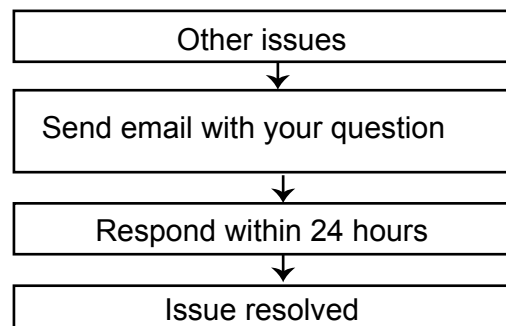 Other issues
Send email with your question
Respond within 24 hours
Issue resolved